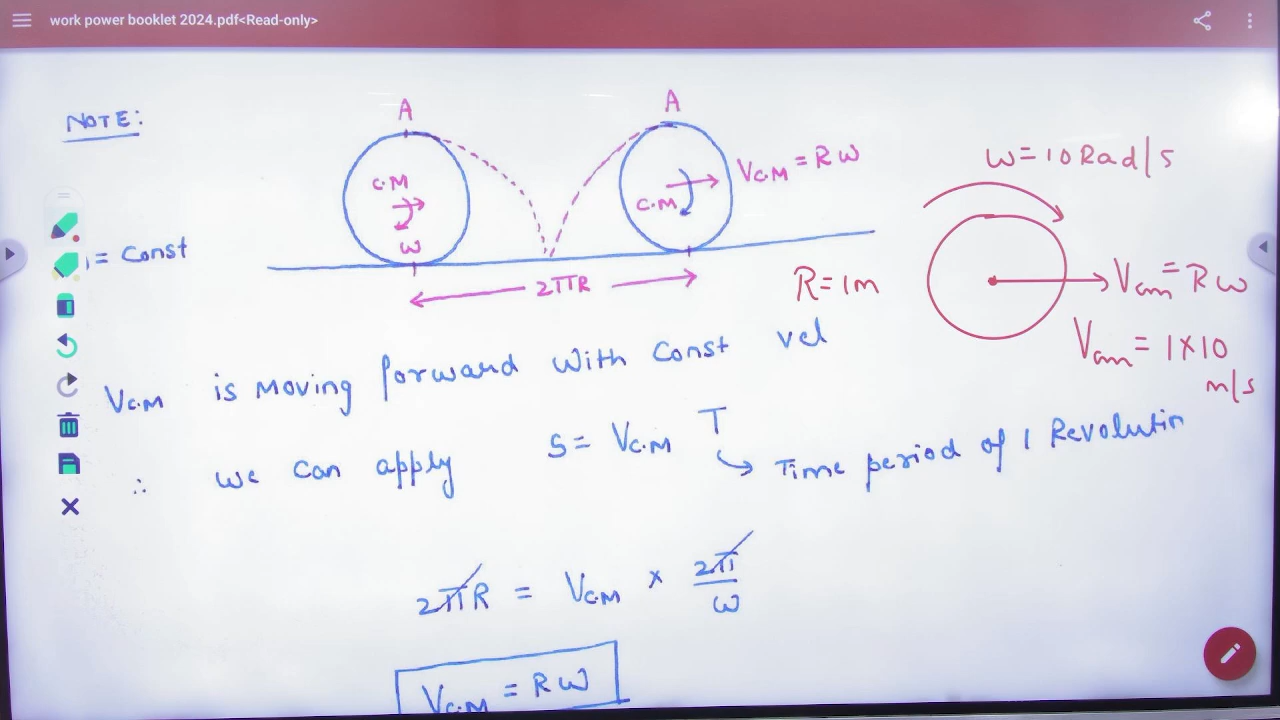 work power booklet 2024.pdf<Read-only>
NOTE:
A
A
C.M
ω
C.M
VC.M = Rω
ω = 10 Rad/s
= Const
2πR
R = 1m
Vcm = Rω
Vcm = 1×10
m/s
VC.M is moving forward with const vel
∴ we can apply S = VC.M T
→ Time period of 1 Revolutin
2πR = VC.M × 2π/ω
VC.M = Rω